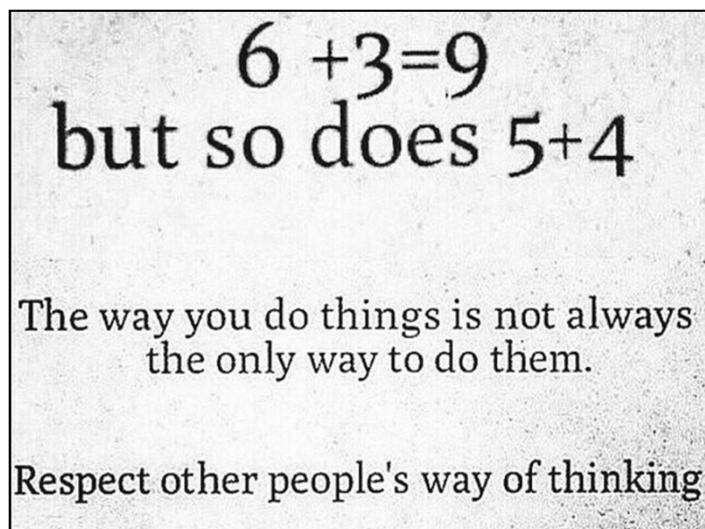 6 +3=9
but so does 5+4
The way you do things is not always
the only way to do them.
Respect other people's way of thinking